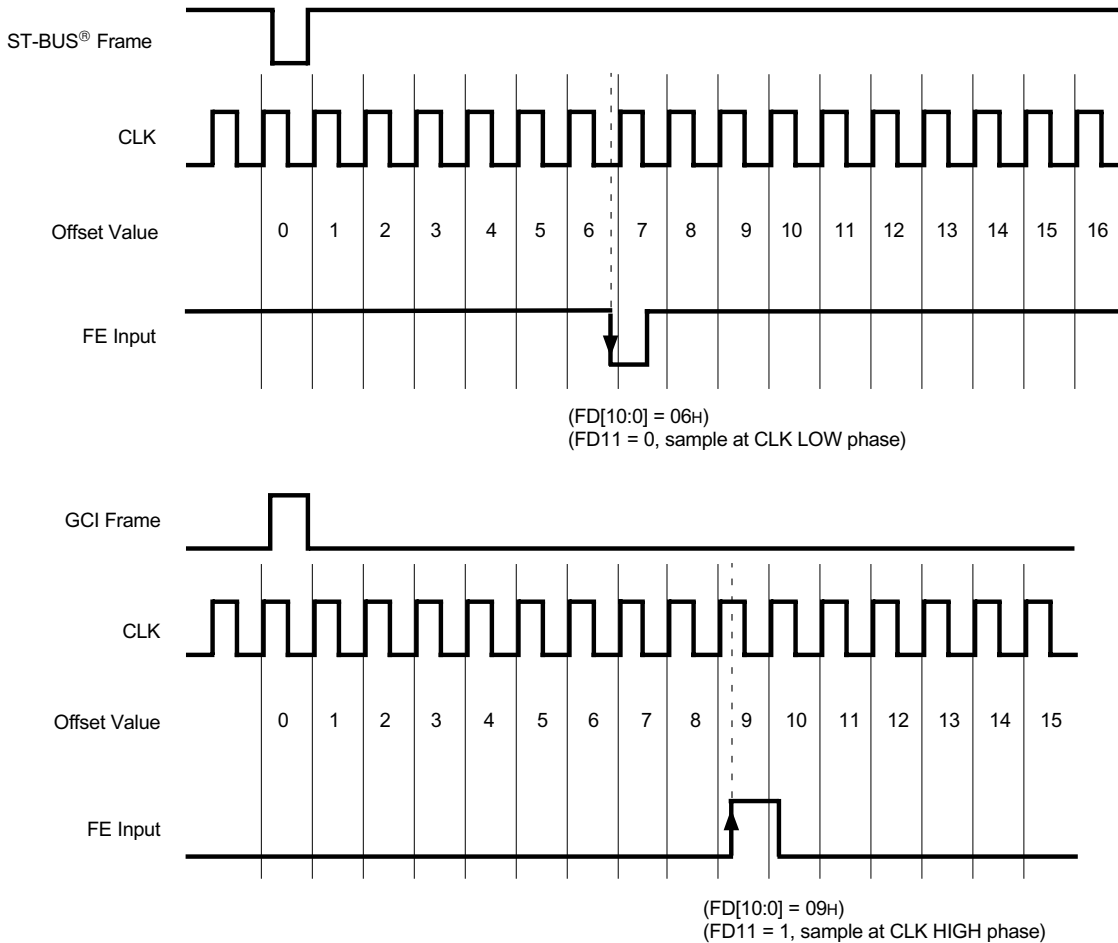 ST-BUS® Frame
CLK
Offset Value 0 1 2 3 4 5 6 7 8 9 10 11 12 13 14 15 16
FE Input
(FD[10:0] = 06H)
(FD11 = 0, sample at CLK LOW phase)
GCI Frame
CLK
Offset Value 0 1 2 3 4 5 6 7 8 9 10 11 12 13 14 15
FE Input
(FD[10:0] = 09H)
(FD11 = 1, sample at CLK HIGH phase)